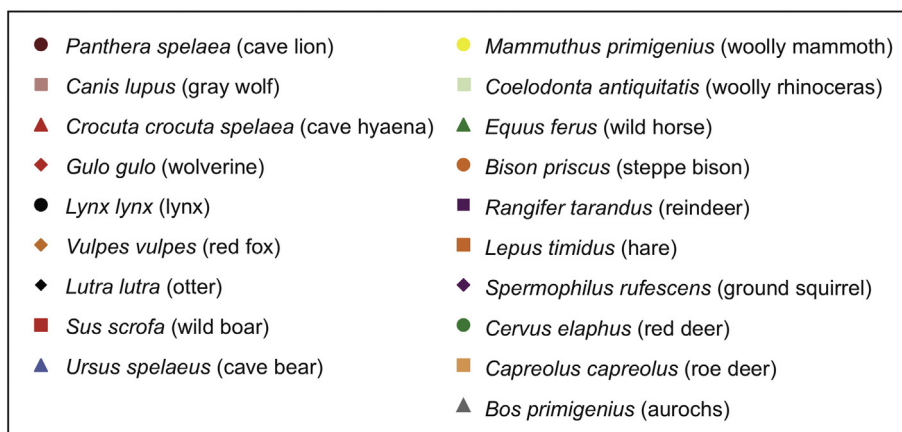 Panthera spelaea (cave lion)
Canis lupus (gray wolf)
Crocuta crocuta spelaea (cave hyaena)
Gulo gulo (wolverine)
Lynx lynx (lynx)
Vulpes vulpes (red fox)
Lutra lutra (otter)
Sus scrofa (wild boar)
Ursus spelaeus (cave bear)
Mammuthus primigenius (woolly mammoth)
Coelodonta antiquitatis (woolly rhinoceras)
Equus ferus (wild horse)
Bison priscus (steppe bison)
Rangifer tarandus (reindeer)
Lepus timidus (hare)
Spermophilus rufescens (ground squirrel)
Cervus elaphus (red deer)
Capreolus capreolus (roe deer)
Bos primigenius (aurochs)